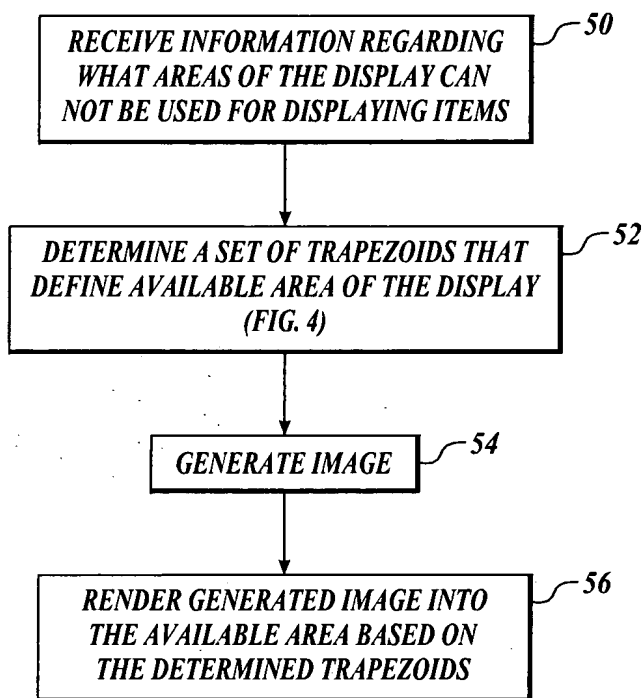 RECEIVE INFORMATION REGARDING
WHAT AREAS OF THE DISPLAY CAN
NOT BE USED FOR DISPLAYING ITEMS
50
DETERMINE A SET OF TRAPEZOIDS THAT
DEFINE AVAILABLE AREA OF THE DISPLAY
(FIG. 4)
52
GENERATE IMAGE
54
RENDER GENERATED IMAGE INTO
THE AVAILABLE AREA BASED ON
THE DETERMINED TRAPEZOIDS
56